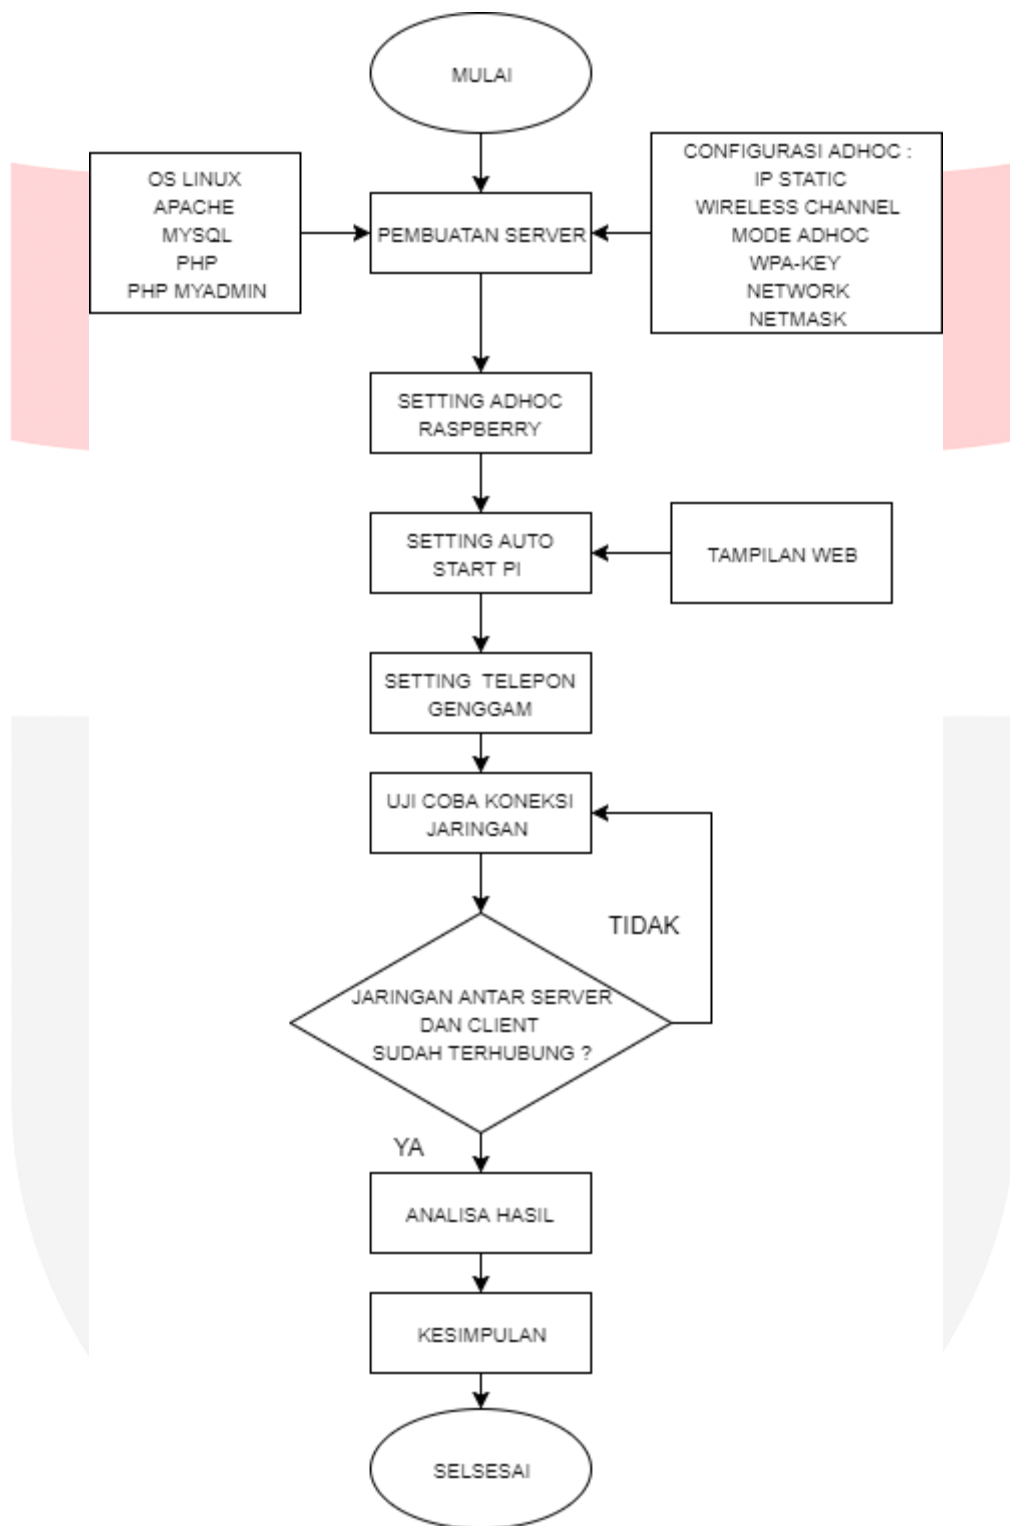 MULAI
OS LINUX
APACHE
MYSQL
PHP
PHP MYADMIN
PEMBUATAN SERVER
CONFIGURASI ADHOC :
IP STATIC
WIRELESS CHANNEL
MODE ADHOC
WPA-KEY
NETWORK
NETMASK
SETTING ADHOC
RASPBERRY
SETTING AUTO
START PI
TAMPILAN WEB
SETTING TELEPON
GENGGAM
UJI COBA KONEKSI
JARINGAN
TIDAK
JARINGAN ANTAR SERVER
DAN CLIENT
SUDAH TERHUBUNG ?
YA
ANALISA HASIL
KESIMPULAN
SELSESAI